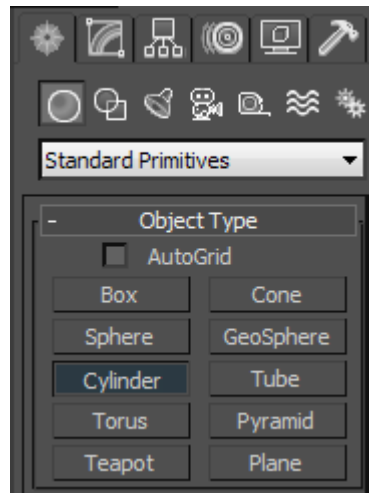 Standard Primitives
- Object Type
AutoGrid
Box Cone
Sphere GeoSphere
Cylinder Tube
Torus Pyramid
Teapot Plane